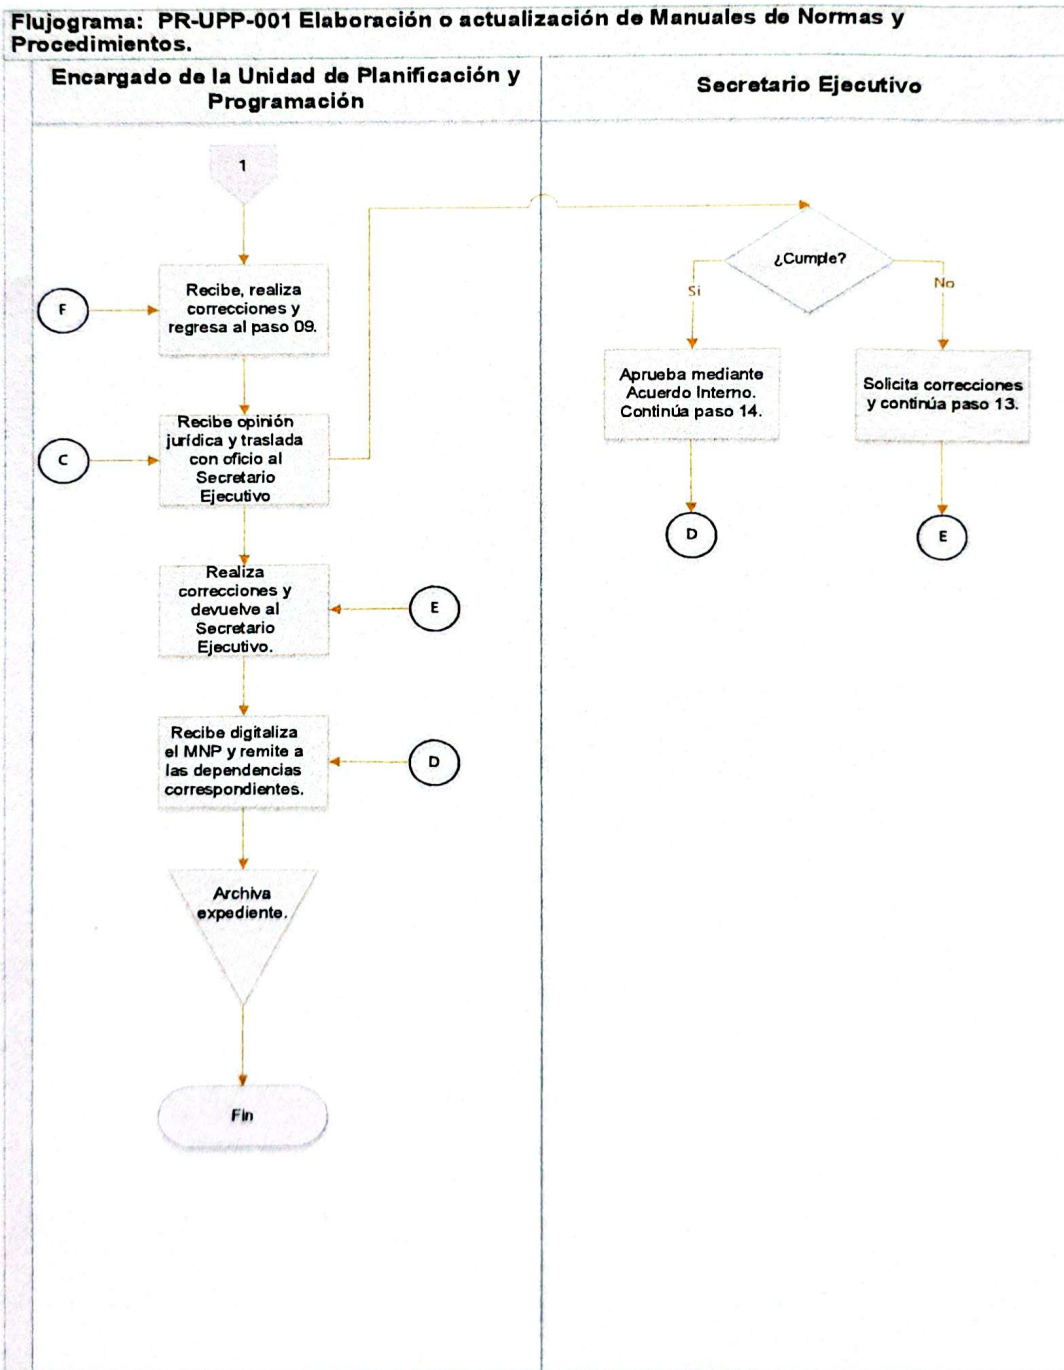 Flujograma: PR-UPP-001 Elaboración o actualización de Manuales de Normas y
Procedimientos.
Encargado de la Unidad de Planificación y
Programación
Secretario Ejecutivo
1
¿Cumple?
Si
No
F
Recibe, realiza
correcciones y
regresa al paso 09.
Aprueba mediante
Acuerdo Interno.
Continúa paso 14.
Solicita correcciones
y continúa paso 13.
C
Recibe opinión
jurídica y traslada
con oficio al
Secretario
Ejecutivo
D
E
Realiza
correcciones y
devuelve al
Secretario
Ejecutivo.
E
Recibe digitaliza
el MNP y remite a
las dependencias
correspondientes.
D
Archiva
expediente.
Fin